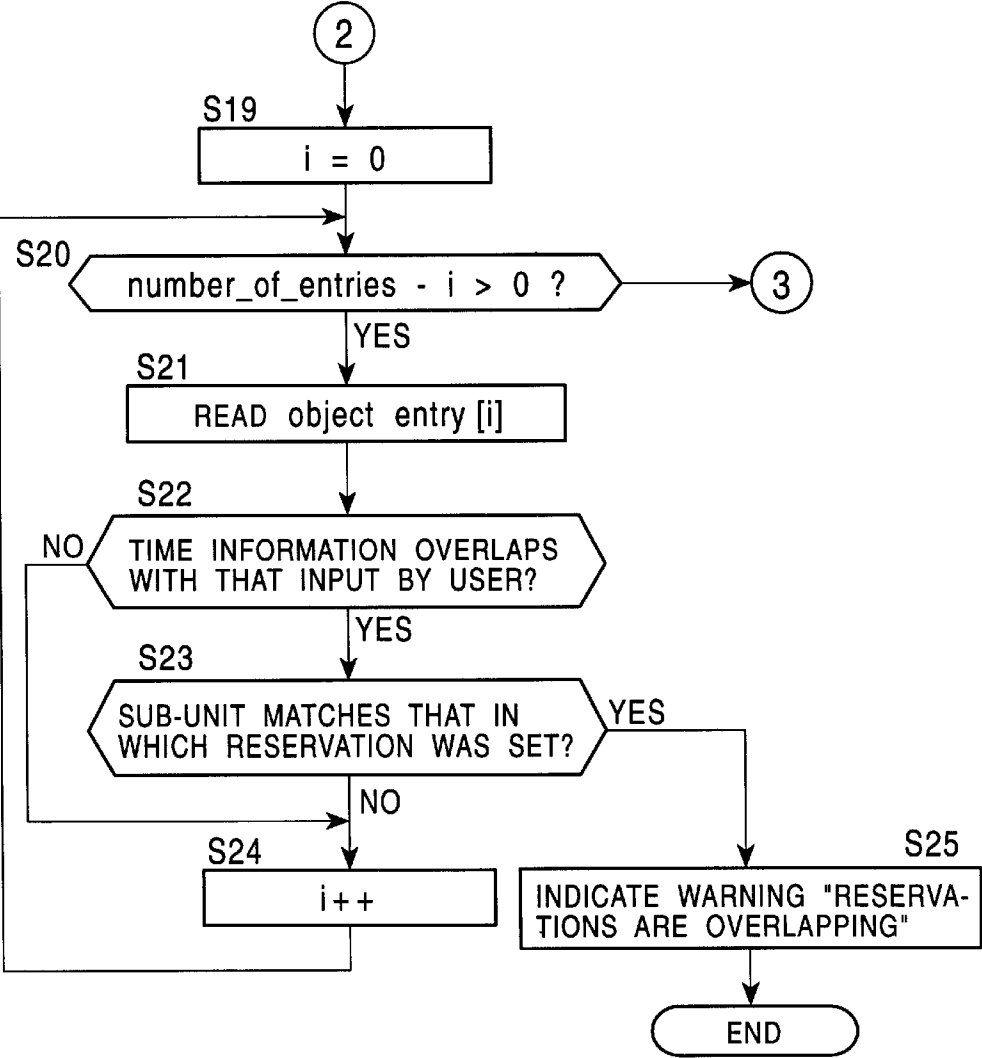 2
S19
i = 0
S20
number_of_entries - i > 0 ?
3
YES
S21
READ object entry [i]
S22
NO
TIME INFORMATION OVERLAPS
WITH THAT INPUT BY USER?
YES
S23
SUB-UNIT MATCHES THAT IN
WHICH RESERVATION WAS SET?
YES
NO
S24
i++
S25
INDICATE WARNING "RESERVA-
TIONS ARE OVERLAPPING"
END